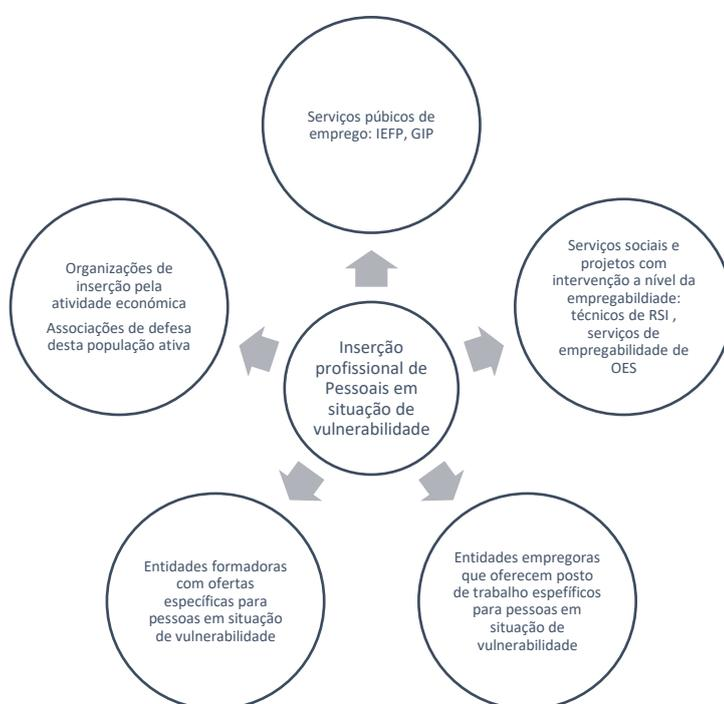 Serviços púbicos de
emprego: IEFP, GIP
Organizações de
inserção pela
atividade económica
Associações de defesa
desta população ativa
Serviços sociais e
projetos com
intervenção a nível da
empregabildiade:
técnicos de RSI ,
serviços de
empregabilidade de
OES
Inserção
profissional de
Pessoais em
situação de
vulnerabilidade
Entidades formadoras
com ofertas
específicas para
pessoas em situação
de vulnerabilidade
Entidades empregoras
que oferecem posto
de trabalho espefíficos
para pessoas em
situação de
vulnerabilidade